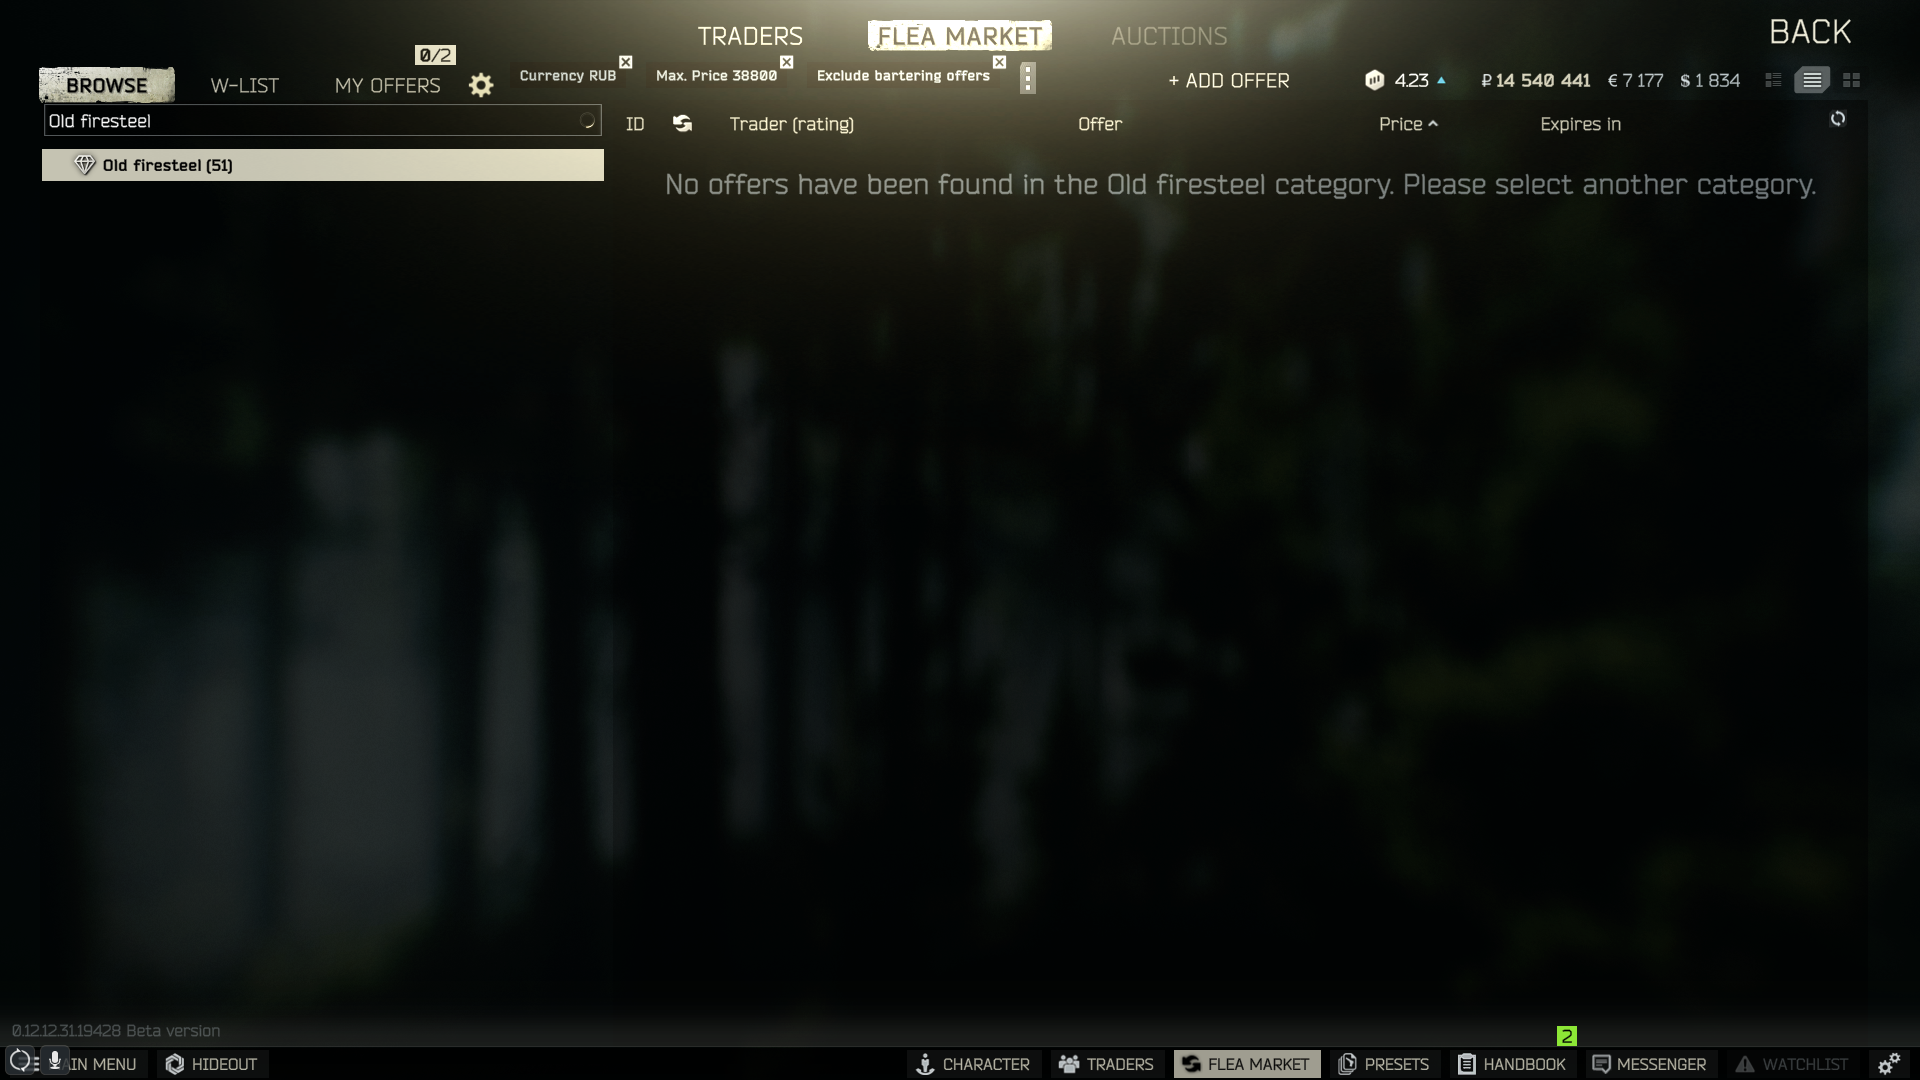 TRADERS FLEA MARKET AUCTIONS BACK
0/2
BROWSE W-LIST MY OFFERS Currency RUB Max. Price 38800 Exclude bartering offers + ADD OFFER 4.23 ₽ 14 540 441 € 7 177 $ 1 834
Old firesteel ID Trader (rating) Offer Price Expires in
Old firesteel (51)
No offers have been found in the Old firesteel category. Please select another category.
0.12.12.31.19428 Beta version
2
AIN MENU HIDEOUT CHARACTER TRADERS FLEA MARKET PRESETS HANDBOOK MESSENGER WATCHLIST